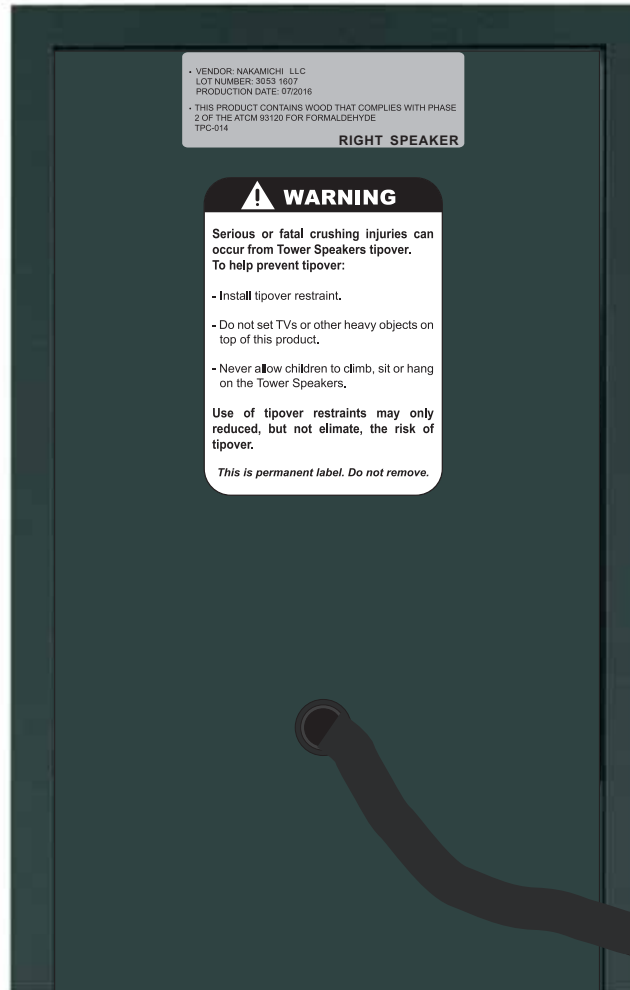 • VENDOR: NAKAMICHI LLC
LOT NUMBER: 3053 1607
PRODUCTION DATE: 07/2016
• THIS PRODUCT CONTAINS WOOD THAT COMPLIES WITH PHASE
2 OF THE ATCM 93120 FOR FORMALDEHYDE
TPC-014
RIGHT SPEAKER
WARNING
Serious or fatal crushing injuries can
occur from Tower Speakers tipover.
To help prevent tipover:
- Install tipover restraint.
- Do not set TVs or other heavy objects on
top of this product.
- Never allow children to climb, sit or hang
on the Tower Speakers.
Use of tipover restraints may only
reduced, but not elimate, the risk of
tipover.
This is permanent label. Do not remove.